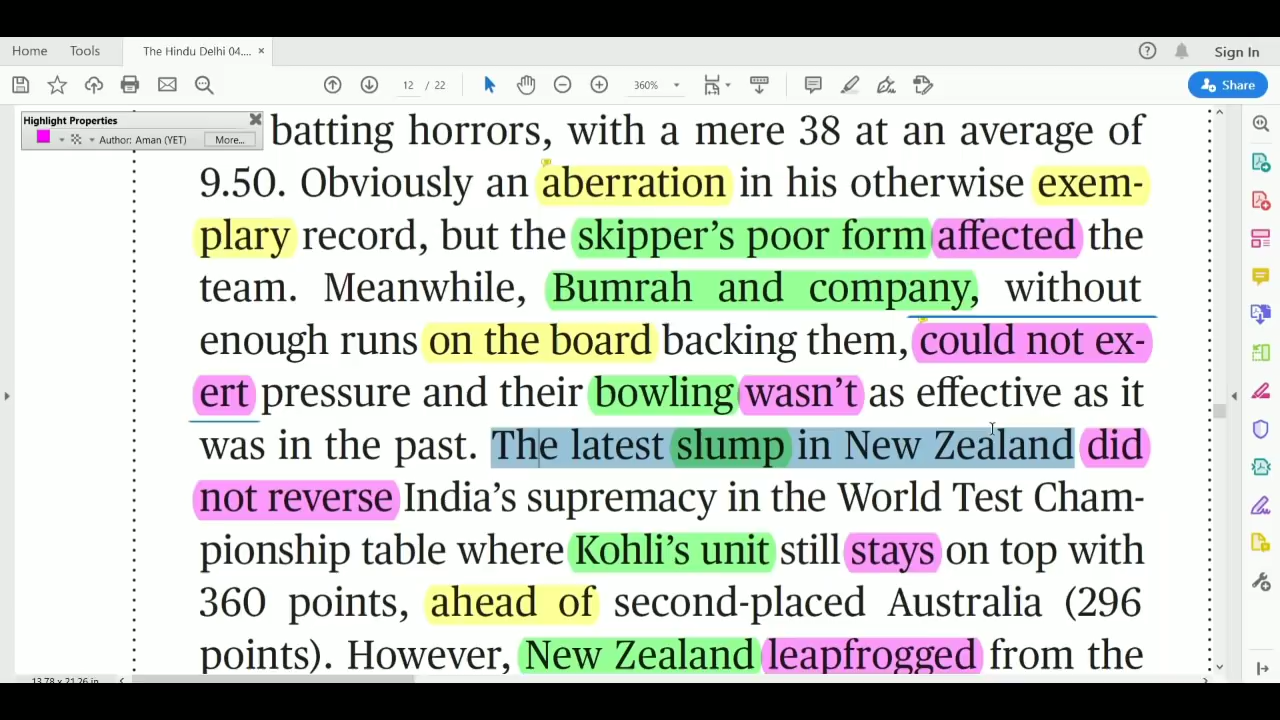 Home Tools The Hindu Delhi 04.... × Sign In
12 / 22 360% Share
Highlight Properties
Author: Aman (YET) More...
batting horrors, with a mere 38 at an average of
9.50. Obviously an aberration in his otherwise exem-
plary record, but the skipper's poor form affected the
team. Meanwhile, Bumrah and company, without
enough runs on the board backing them, could not ex-
ert pressure and their bowling wasn't as effective as it
was in the past. The latest slump in New Zealand did
not reverse India's supremacy in the World Test Cham-
pionship table where Kohli's unit still stays on top with
360 points, ahead of second-placed Australia (296
points). However, New Zealand leapfrogged from the
13.78 x 21.26 in